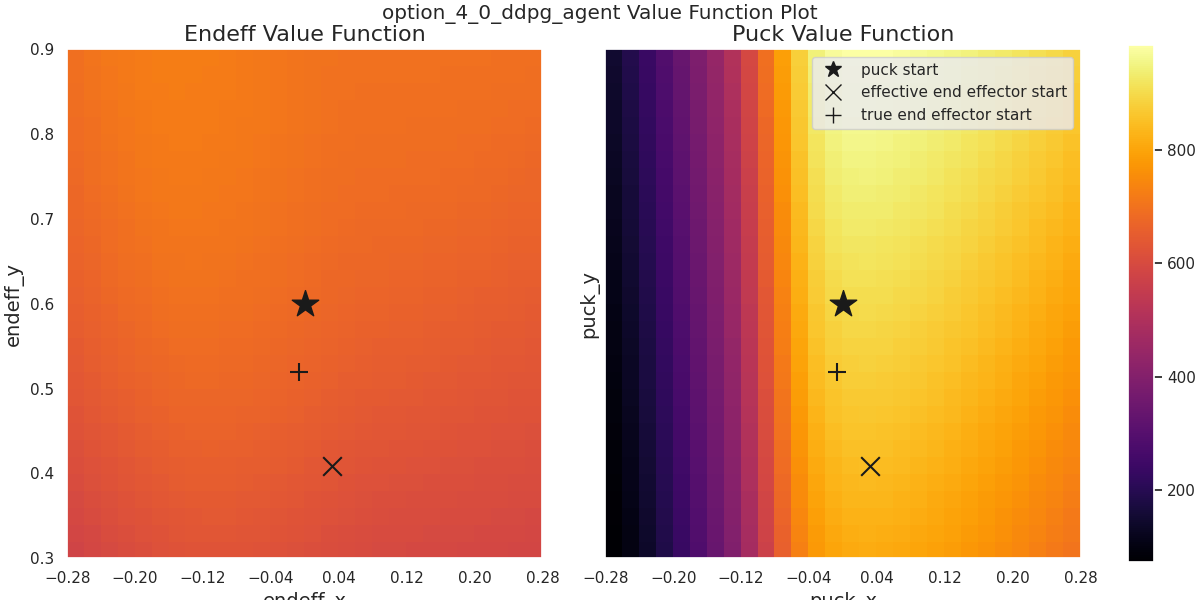 option_4_0_ddpg_agent Value Function Plot
Endeff Value Function
Puck Value Function
0.9
0.8
0.7
0.6
0.5
0.4
0.3
endeff_y
−0.28 −0.20 −0.12 −0.04 0.04 0.12 0.20 0.28
endeff_x
puck_y
puck start
effective end effector start
true end effector start
−0.28 −0.20 −0.12 −0.04 0.04 0.12 0.20 0.28
puck_x
800
600
400
200